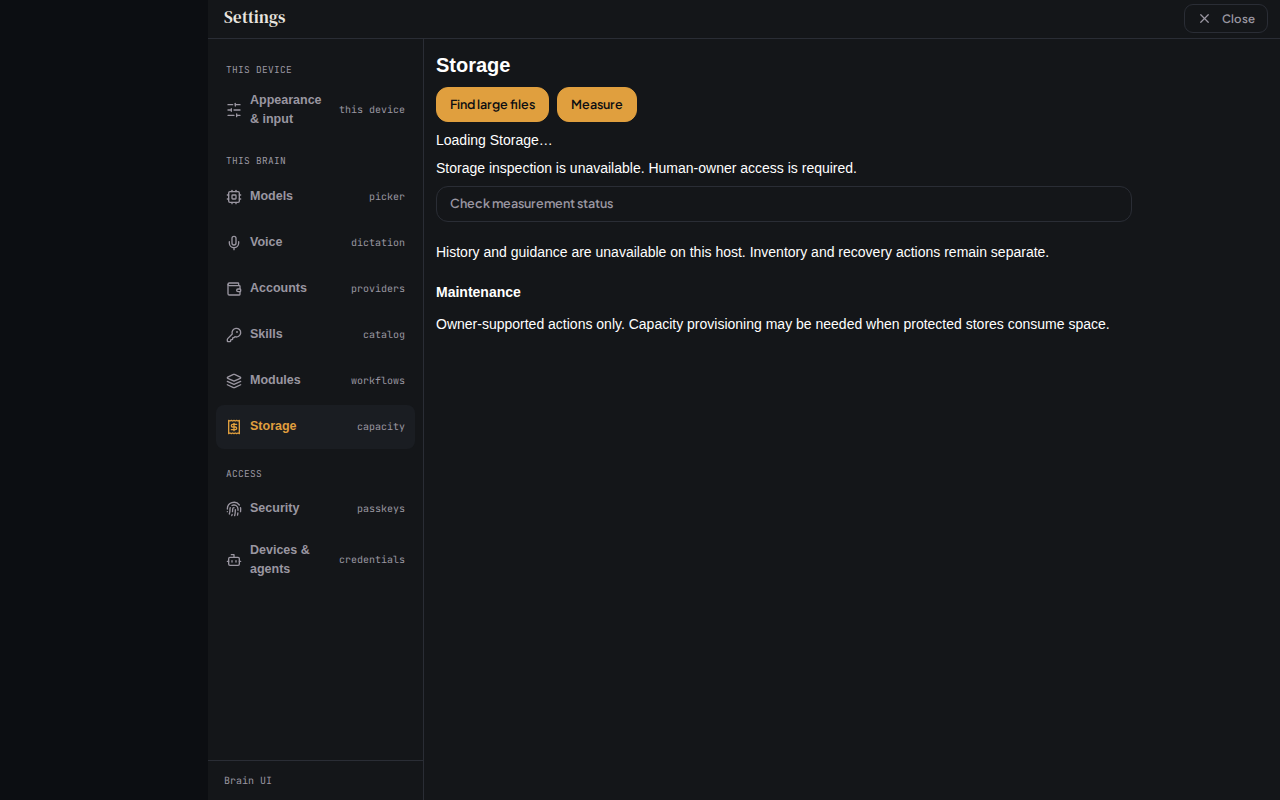 Settings
Close
THIS DEVICE
Appearance & input
this device
THIS BRAIN
Models
picker
Voice
dictation
Accounts
providers
Skills
catalog
Modules
workflows
Storage
capacity
ACCESS
Security
passkeys
Devices & agents
credentials
Brain UI
Storage
Find large files
Measure
Loading Storage…
Storage inspection is unavailable. Human-owner access is required.
Check measurement status
History and guidance are unavailable on this host. Inventory and recovery actions remain separate.
Maintenance
Owner-supported actions only. Capacity provisioning may be needed when protected stores consume space.